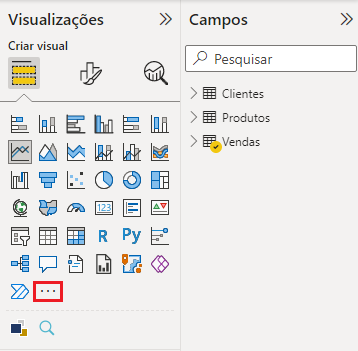 Visualizações
Criar visual
123
R
Py
Campos
Pesquisar
Clientes
Produtos
Vendas